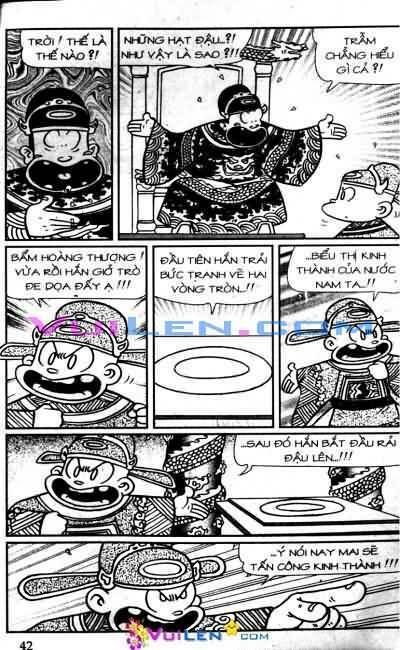 TRỜI ! THẾ LÀ
THẾ NÀO ?!
NHỮNG HẠT ĐẬU...?!
NHƯ VẬY LÀ SAO ?!!
TRẪM
CHẲNG HIỂU
GÌ CẢ ?!
BẨM HOÀNG THƯỢNG !
VỪA RỒI HẮN GIỞ TRÒ
ĐE DỌA ĐẤY Ạ !!!
ĐẦU TIÊN HẮN TRẢI
BỨC TRANH VẼ HAI
VÒNG TRÒN...!!
...BIỂU THỊ KINH
THÀNH CỦA NƯỚC
NAM TA...!!
VUILEN.COM
...SAU ĐÓ HẮN BẮT ĐẦU RẢI
ĐẬU LÊN...!!!
...Ý NÓI NAY MAI SẼ
TẤN CÔNG KINH THÀNH !!!
42
VUILEN.COM